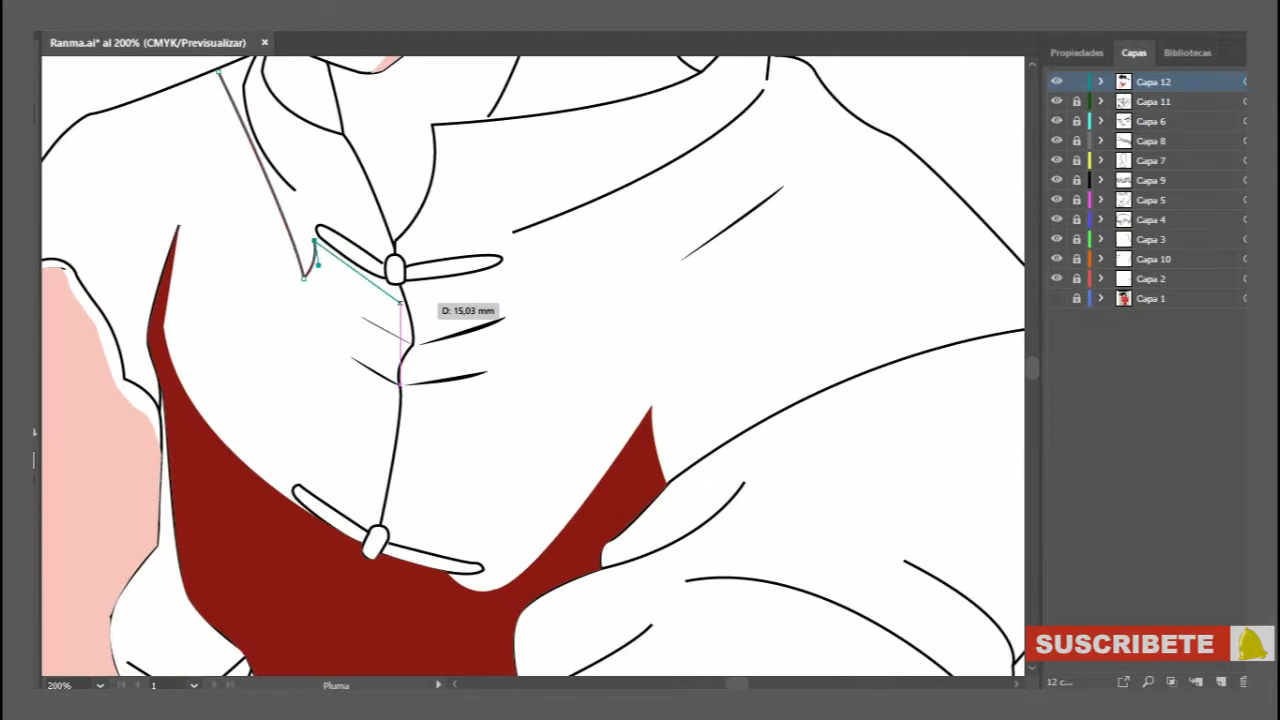 Ranma.ai* al 200% (CMYK/Previsualizar) ×
Propiedades Capas Bibliotecas
Capa 12
Capa 11
Capa 6
Capa 8
Capa 7
Capa 9
Capa 5
Capa 4
Capa 3
Capa 10
Capa 2
Capa 1
D: 15,03 mm
SUSCRIBETE
200% 1 Pluma
12 c...